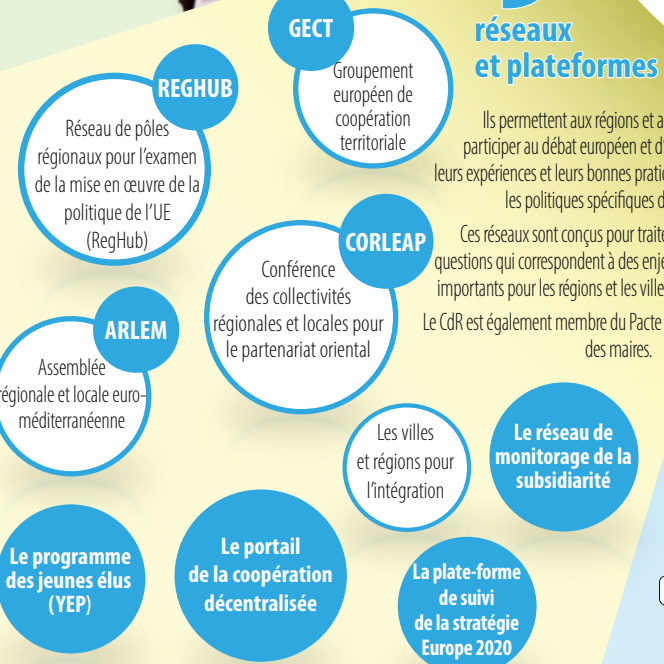 réseaux
et plateformes
Ils permettent aux régions et a
participer au débat européen et d'
leurs expériences et leurs bonnes pratic
les politiques spécifiques d
Ces réseaux sont conçus pour traite
questions qui correspondent à des enje
importants pour les régions et les ville
Le CdR est également membre du Pacte
des maires.
GECT
Groupement
européen de
coopération
territoriale
REGHUB
Réseau de pôles
régionaux pour l'examen
de la mise en œuvre de la
politique de l'UE
(RegHub)
CORLEAP
Conférence
des collectivités
régionales et locales pour
le partenariat oriental
ARLEM
Assemblée
régionale et locale euro-
méditerranéenne
Les villes
et régions pour
l'intégration
Le réseau de
monitorage de la
subsidiarité
Le programme
des jeunes élus
(YEP)
Le portail
de la coopération
décentralisée
La plate-forme
de suivi
de la stratégie
Europe 2020